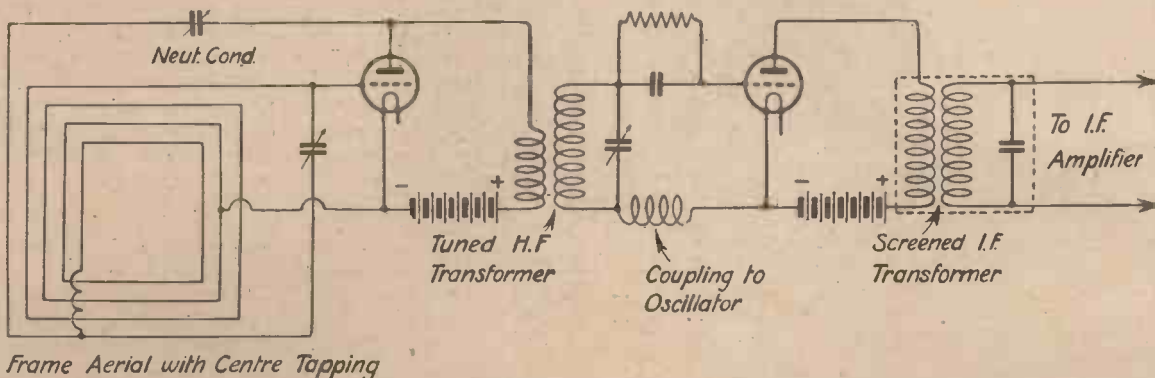 Neut. Cond.
- +
- +
Tuned H.F
Transformer
Coupling to
Oscillator
Screened I.F.
Transformer
To I.F.
Amplifier
Frame Aerial with Centre Tapping